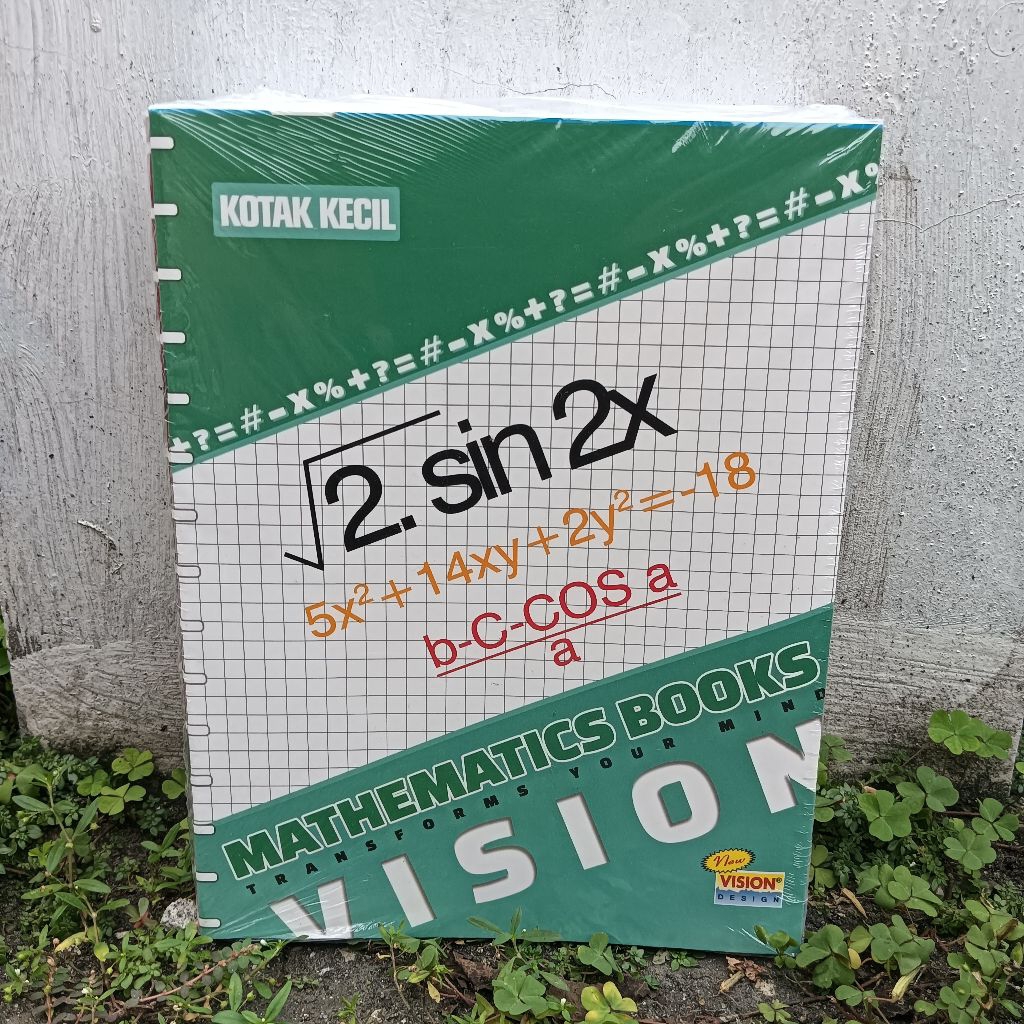 KOTAK KECIL
+?=#-X%+?=#-X%+?=#-X%
√2. sin 2x
5x²+14xy+2y²=-18
b-C-COS a
a
MATHEMATICS BOOKS
TRANSFORMS YOUR MIND
VISION
New
VISION®
DESIGN